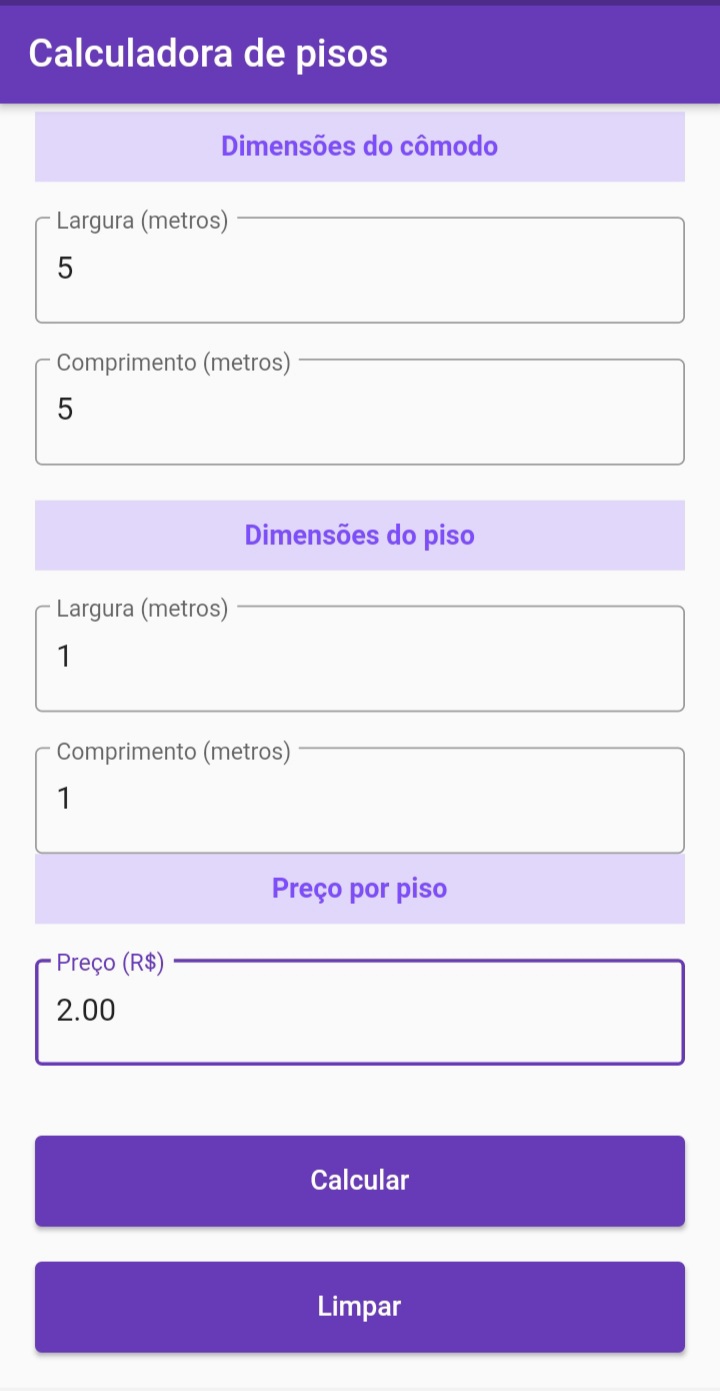 Calculadora de pisos
Dimensões do cômodo
Largura (metros)
5
Comprimento (metros)
5
Dimensões do piso
Largura (metros)
1
Comprimento (metros)
1
Preço por piso
Preço (R$)
2.00
Calcular
Limpar